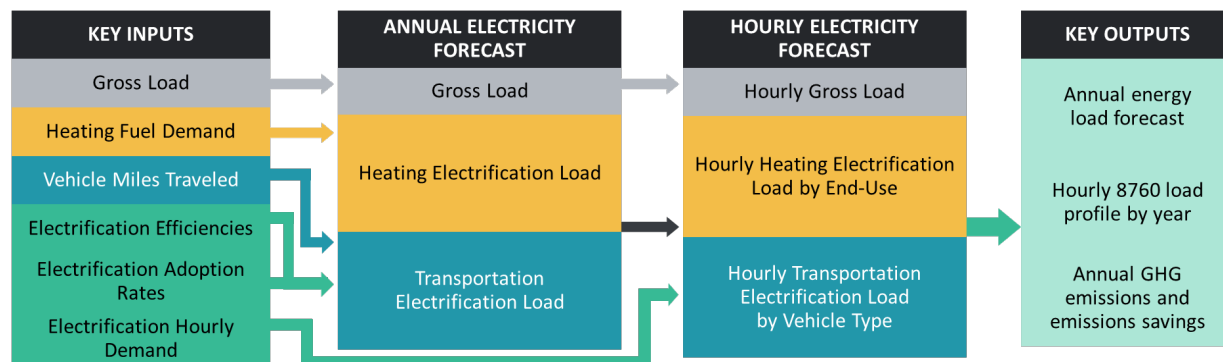 KEY INPUTS
Gross Load
Heating Fuel Demand
Vehicle Miles Traveled
Electrification Efficiencies
Electrification Adoption
Rates
Electrification Hourly
Demand
ANNUAL ELECTRICITY
FORECAST
Gross Load
Heating Electrification Load
Transportation
Electrification Load
HOURLY ELECTRICITY
FORECAST
Hourly Gross Load
Hourly Heating Electrification
Load by End-Use
Hourly Transportation
Electrification Load
by Vehicle Type
KEY OUTPUTS
Annual energy
load forecast
Hourly 8760 load
profile by year
Annual GHG
emissions and
emissions savings